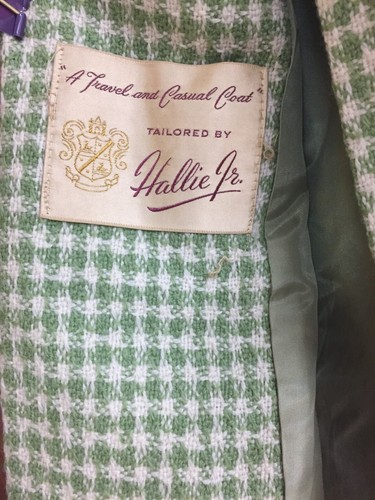 "A Travel and Casual Coat"
TAILORED BY
Hallie Jr.